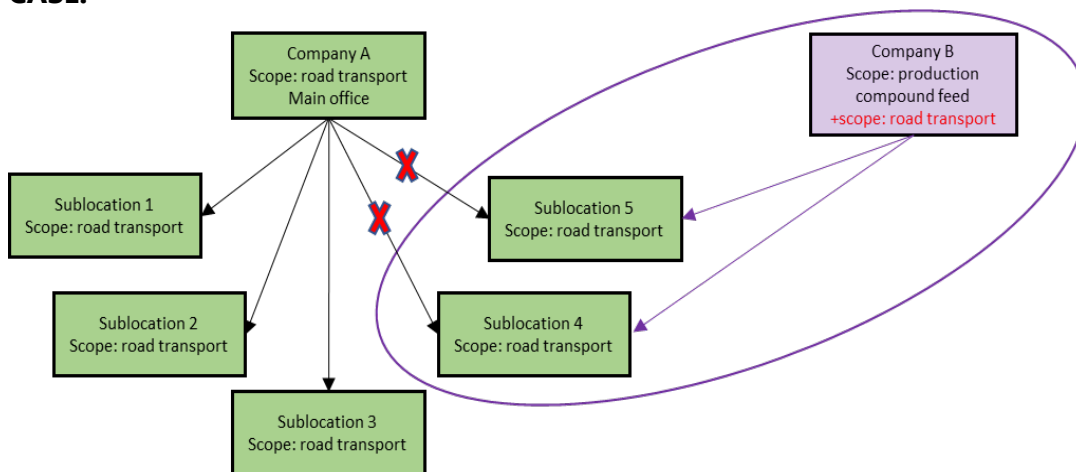 CASE:
Company A
Scope: road transport
Main office
Company B
Scope: production
compound feed
+scope: road transport
Sublocation 1
Scope: road transport
Sublocation 5
Scope: road transport
Sublocation 2
Scope: road transport
Sublocation 4
Scope: road transport
Sublocation 3
Scope: road transport